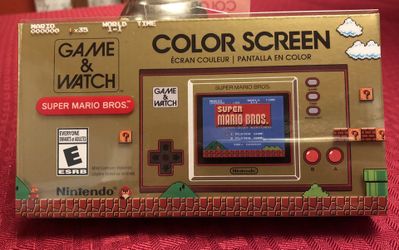 MARIO WORLD TIME
000000 x35 1-1
GAME
&
WATCH
SUPER MARIO BROS.
COLOR SCREEN
ÉCRAN COULEUR | PANTALLA EN COLOR
SUPER MARIO BROS.
GAME
&
WATCH
SUPER
MARIO BROS.
1 PLAYER GAME
2 PLAYER GAME
EVERYONE
E
ESRB
Nintendo
Nintendo
B A